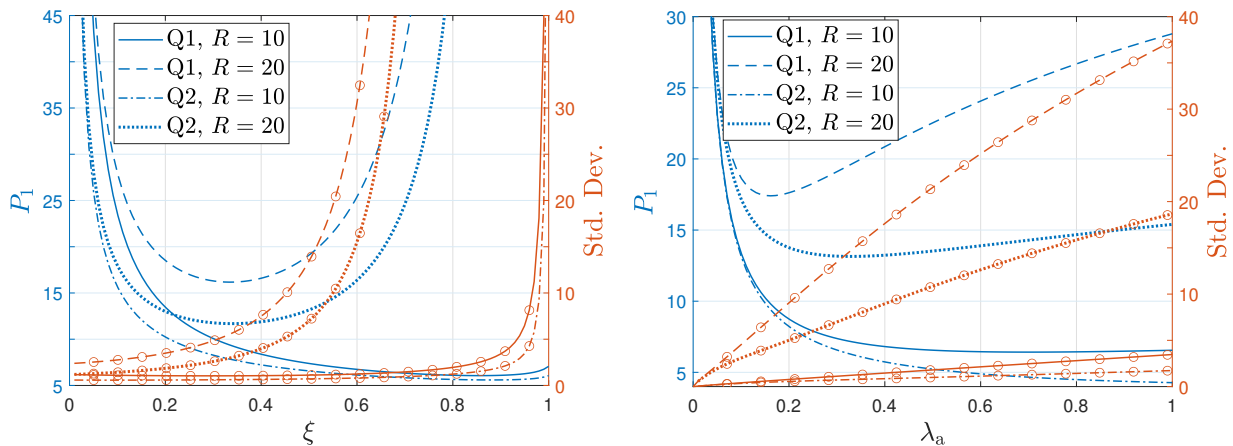 45
35
25
15
5
P₁
Q1, R = 10
Q1, R = 20
Q2, R = 10
Q2, R = 20
40
30
20
10
0
Std. Dev.
0
0.2
0.4
0.6
0.8
1
ξ
30
25
20
15
10
5
P₁
Q1, R = 10
Q1, R = 20
Q2, R = 10
Q2, R = 20
40
30
20
10
0
Std. Dev.
0
0.2
0.4
0.6
0.8
1
λₐ